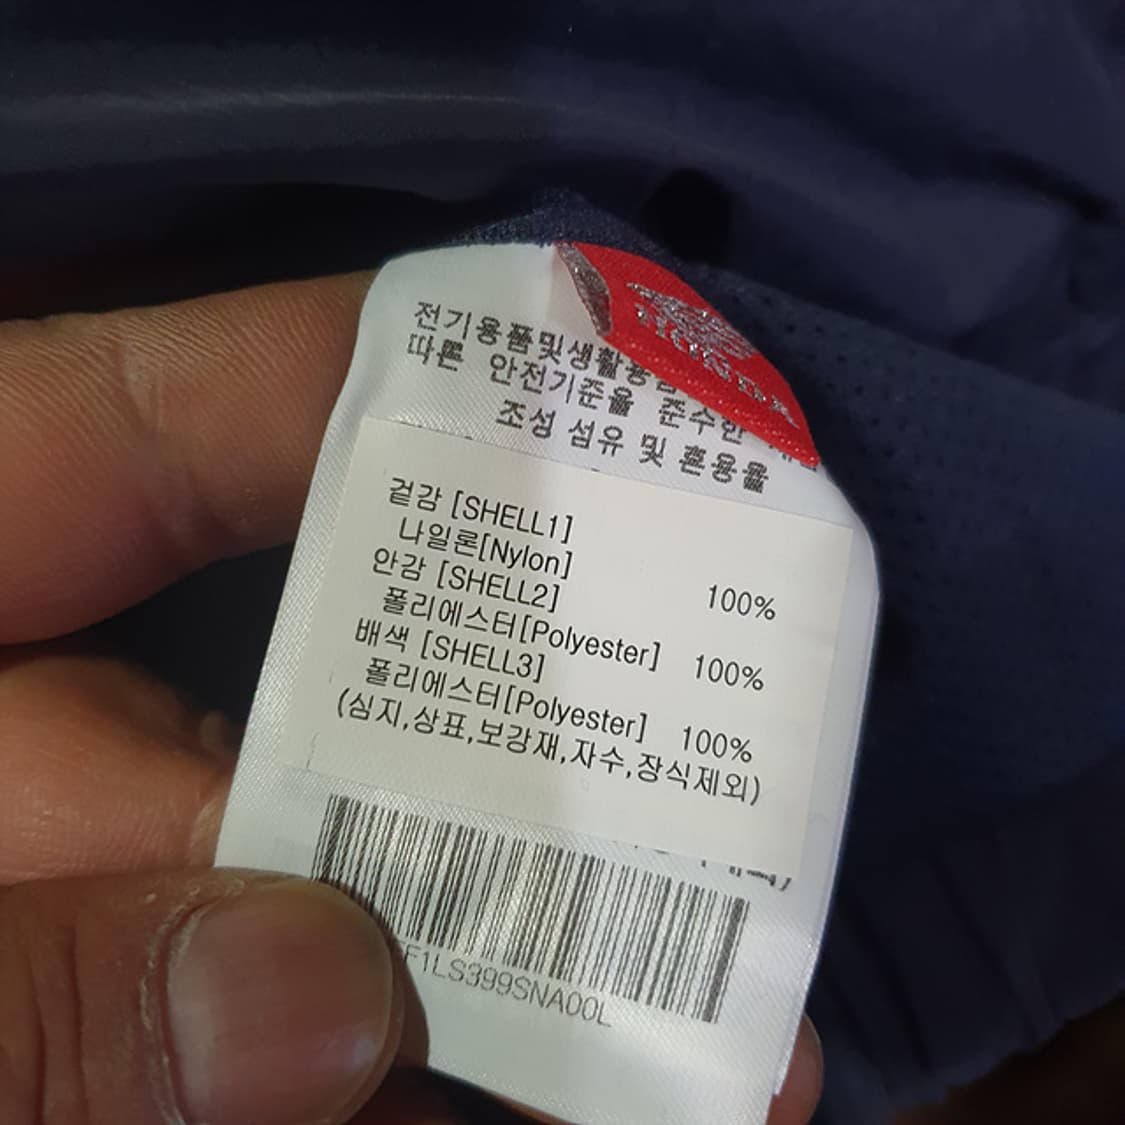 HONDA
전기용품및생활용품
따른 안전기준을 준수한
조성 섬유 및 혼용율
겉감 [SHELL1]
나일론[Nylon] 100%
안감 [SHELL2]
폴리에스터[Polyester] 100%
배색 [SHELL3]
폴리에스터[Polyester] 100%
(심지,상표,보강재,자수,장식제외)
F1LS399SNA00L